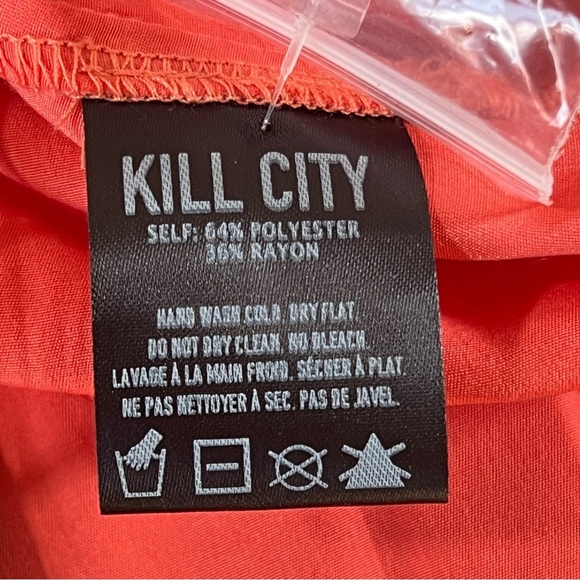 KILL CITY
SELF: 64% POLYESTER
36% RAYON
HAND WASH COLD. DRY FLAT.
DO NOT DRY CLEAN. NO BLEACH.
LAVAGE À LA MAIN FROID. SÉCHER À PLAT.
NE PAS NETTOYER À SEC. PAS DE JAVEL.